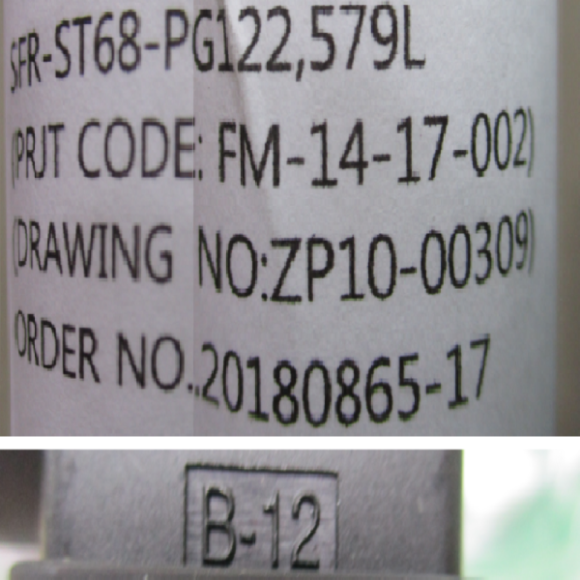 SFR-ST68-PG122,579L
(PRJT CODE: FM-14-17-002)
(DRAWING NO:ZP10-00309)
ORDER NO..20180865-17
B-12